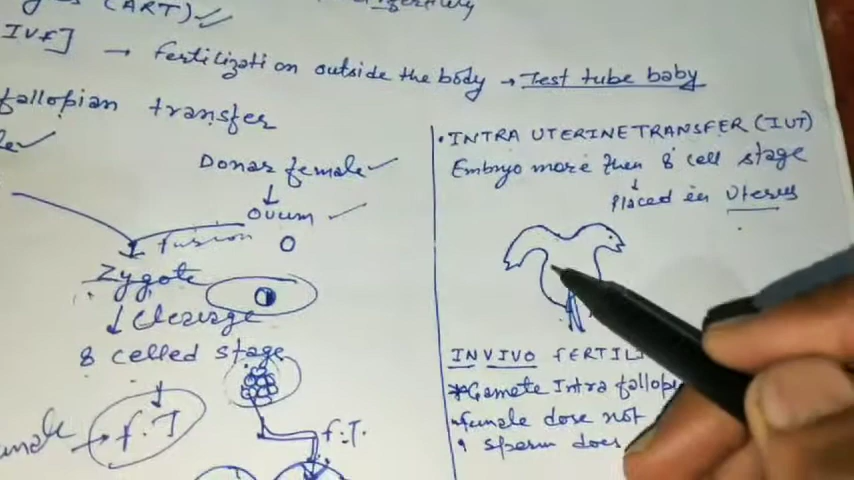 (ART)
IVF] → Fertilization outside the body → Test tube baby
fallopian transfer
Donar female
Ovum
fusion
Zygote
Cleavage
8 celled stage
f.T
f.T.
• INTRA UTERINE TRANSFER (IUT)
Embryo more then 8 cell stage
placed in Uterus
INVIVO FERTILI
*Gamete Intra fallop
female dose not
sperm does